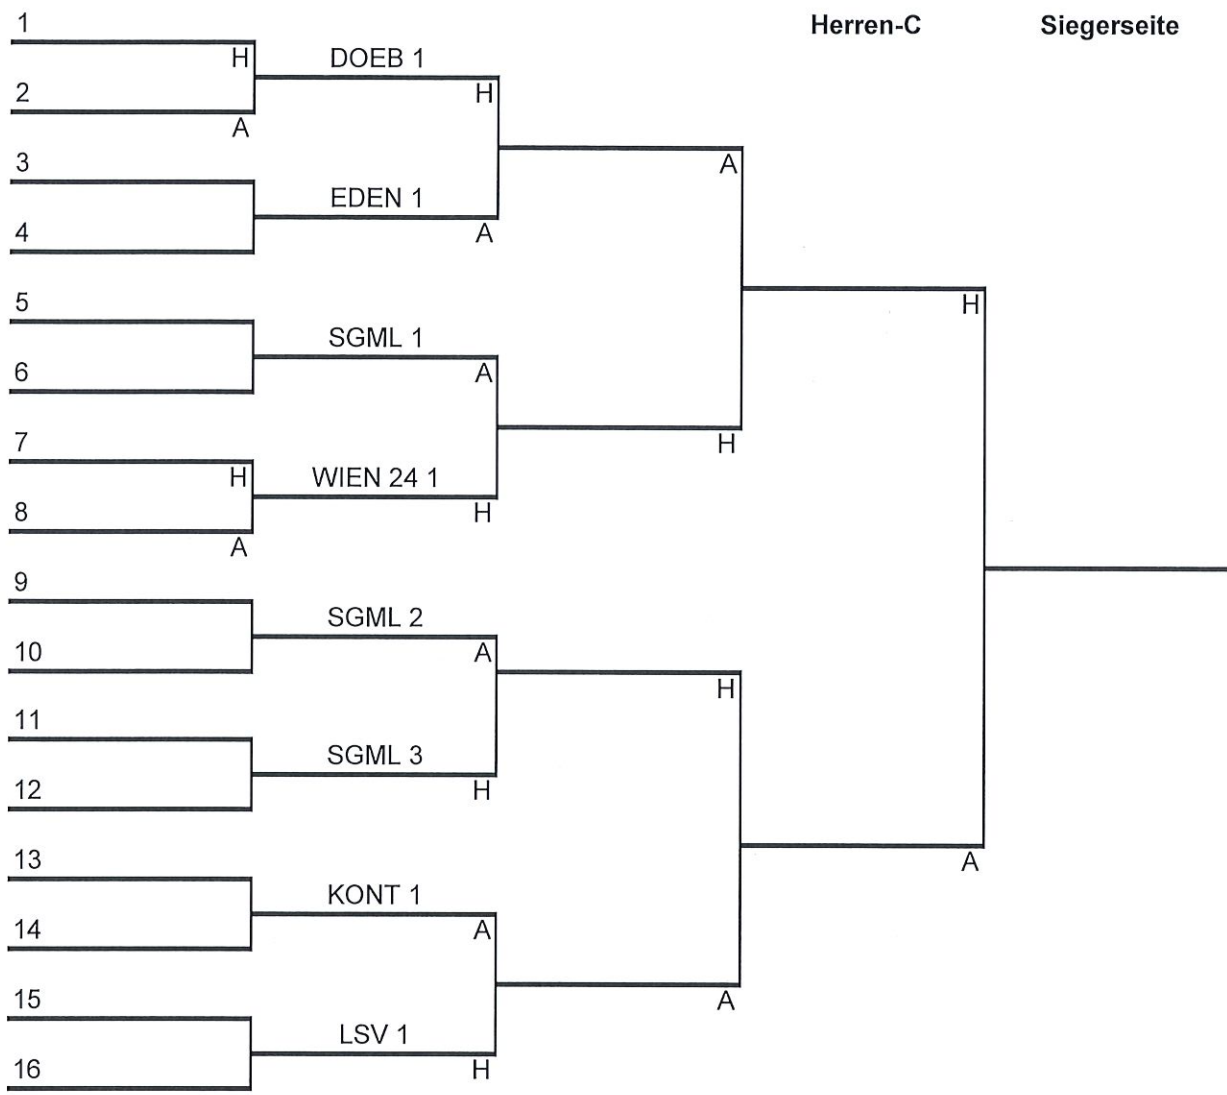 Herren-C Siegerseite
1
H
DOEB 1
2
H
A
3
A
EDEN 1
4
A
5
H
SGML 1
6
A
7
H
H
WIEN 24 1
8
H
A
9
SGML 2
10
A
H
11
SGML 3
12
H
13
A
KONT 1
14
A
15
A
LSV 1
16
H